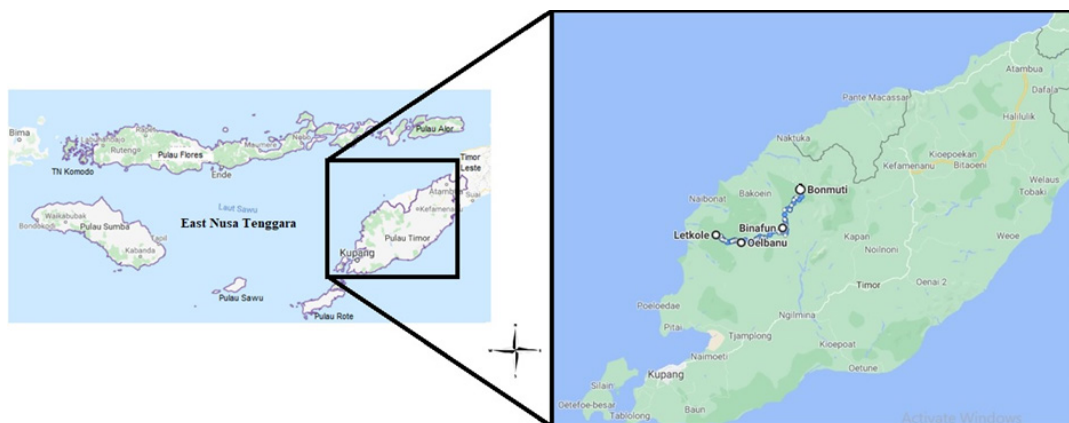 Bima
Labuhanbajo
Ruteng
Pulau Flores
Maumere
Pulau Alor
TN Komodo
Ende
Timor
Leste
Atambua
Suai
Kefamenanu
Laut Sawu
East Nusa Tenggara
Waikabubak
Pulau Sumba
Kabanda
Pulau Timor
Kupang
Pulau Sawu
Pulau Rote
Atambua
Dafala
Pante Macassar
Halilulik
Naktuka
Kioepoekan
Bitaoeni
Kefamenanu
Welaus
Tobaki
Bakoein
Bonmuti
Naibonat
Binafun
Letkole
Oelbanu
Kapan
Noilnoni
Weoe
Timor
Oenai 2
Poeloedae
Ngilmina
Pitai
Tjamplong
Naimoeti
Kioepoat
Kupang
Oetune
Silain
Oetefoe-besar
Tabiolong
Baun
Activate Windows